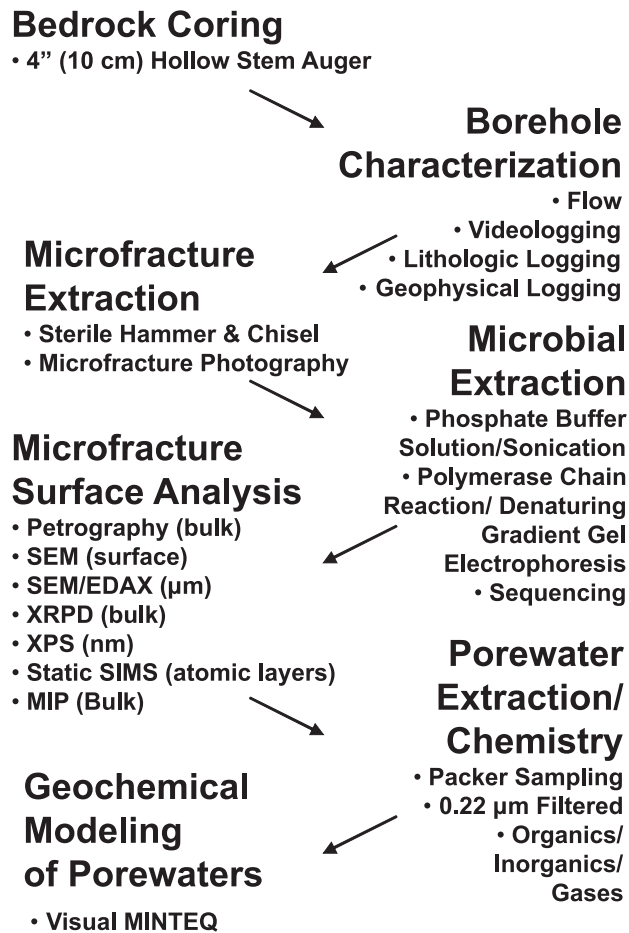 Bedrock Coring
• 4” (10 cm) Hollow Stem Auger
Borehole
Characterization
• Flow
• Videologging
• Lithologic Logging
• Geophysical Logging
Microfracture
Extraction
• Sterile Hammer & Chisel
• Microfracture Photography
Microbial
Extraction
• Phosphate Buffer
Solution/Sonication
• Polymerase Chain
Reaction/ Denaturing
Gradient Gel
Electrophoresis
• Sequencing
Microfracture
Surface Analysis
• Petrography (bulk)
• SEM (surface)
• SEM/EDAX (µm)
• XRPD (bulk)
• XPS (nm)
• Static SIMS (atomic layers)
• MIP (Bulk)
Porewater
Extraction/
Chemistry
• Packer Sampling
• 0.22 µm Filtered
• Organics/
Inorganics/
Gases
Geochemical
Modeling
of Porewaters
• Visual MINTEQ